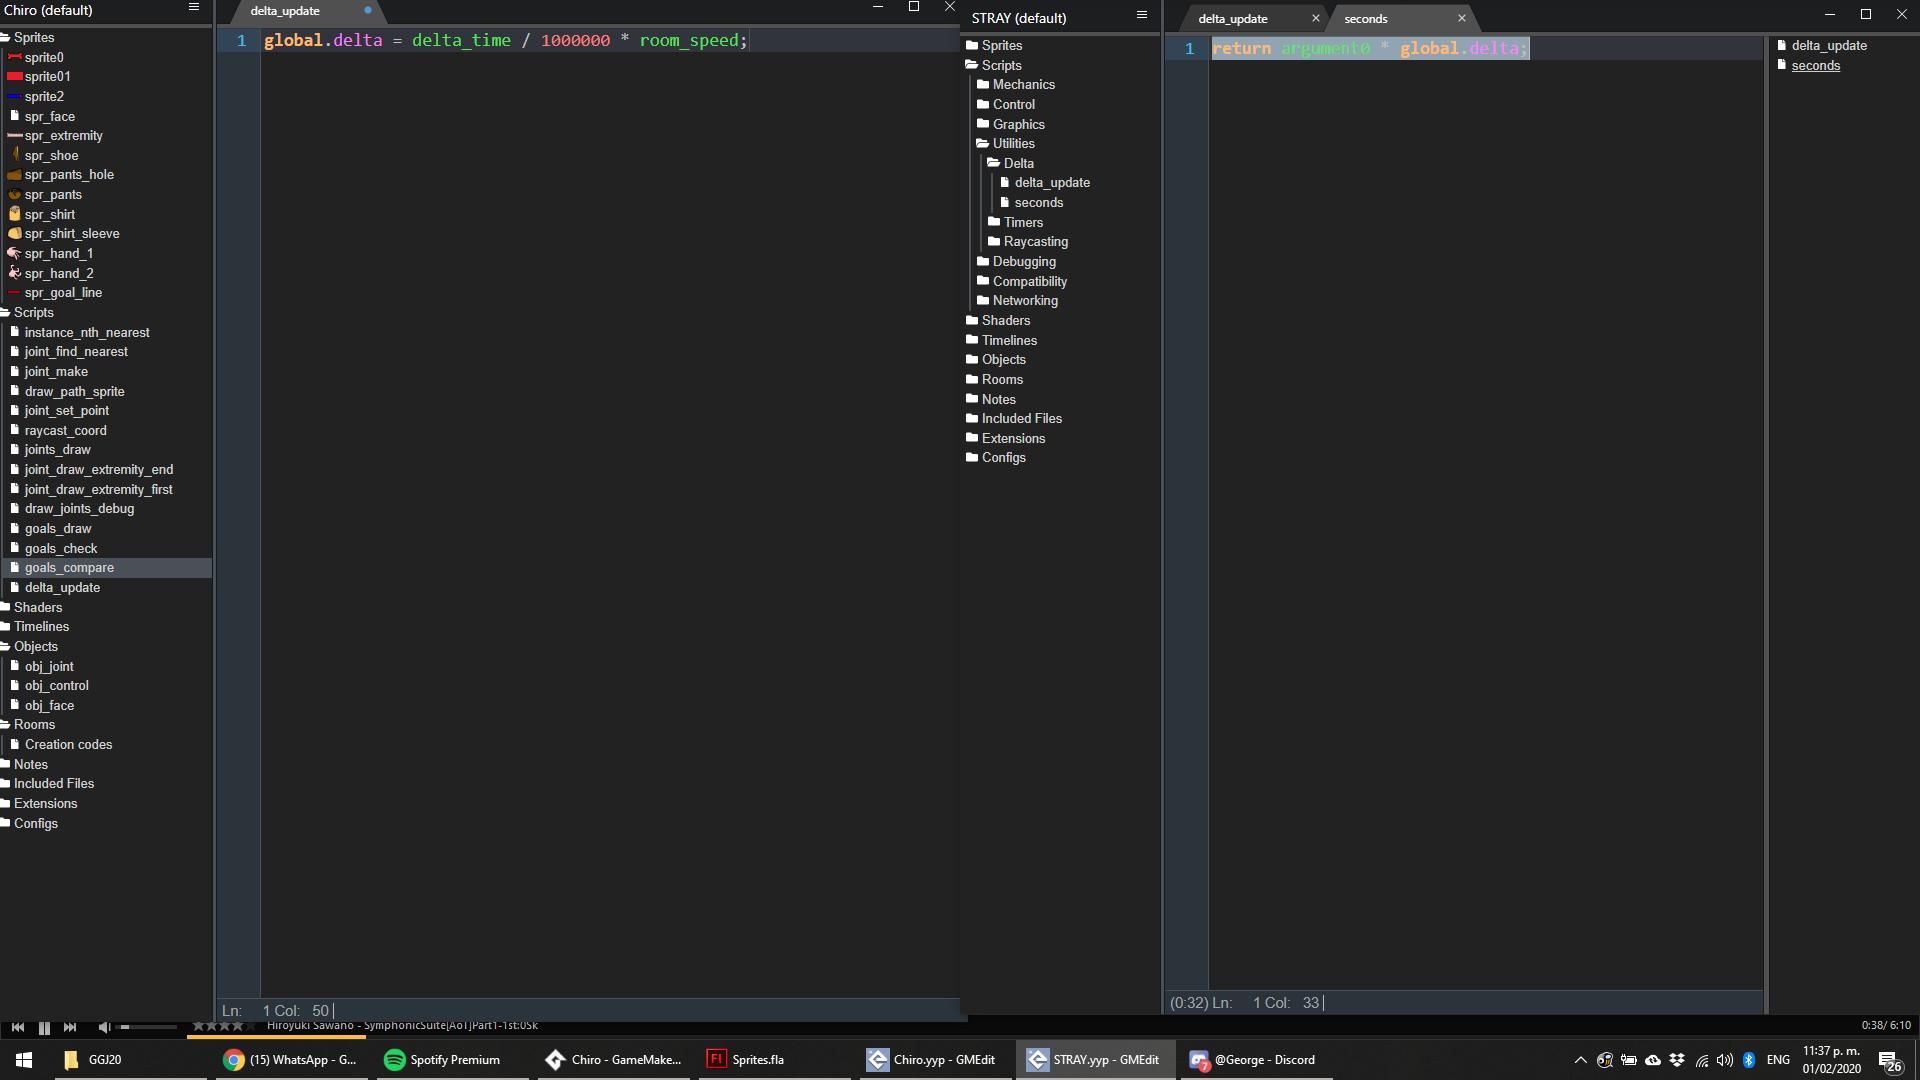 Chiro (default)
Sprites
sprite0
sprite01
sprite2
spr_face
spr_extremity
spr_shoe
spr_pants_hole
spr_pants
spr_shirt
spr_shirt_sleeve
spr_hand_1
spr_hand_2
spr_goal_line
Scripts
instance_nth_nearest
joint_find_nearest
joint_make
draw_path_sprite
joint_set_point
raycast_coord
joints_draw
joint_draw_extremity_end
joint_draw_extremity_first
draw_joints_debug
goals_draw
goals_check
goals_compare
delta_update
Shaders
Timelines
Objects
obj_joint
obj_control
obj_face
Rooms
Creation codes
Notes
Included Files
Extensions
Configs
delta_update
1 global.delta = delta_time / 1000000 * room_speed;
Ln: 1 Col: 50
STRAY (default)
Sprites
Scripts
Mechanics
Control
Graphics
Utilities
Delta
delta_update
seconds
Timers
Raycasting
Debugging
Compatibility
Networking
Shaders
Timelines
Objects
Rooms
Notes
Included Files
Extensions
Configs
delta_update × seconds ×
1 return argument0 * global.delta;
(0:32) Ln: 1 Col: 33
delta_update
seconds
Hiroyuki Sawano - SymphonicSuite[AoT]Part1-1st:0Sk
0:38/ 6:10
GGJ20
(15) WhatsApp - G...
Spotify Premium
Chiro - GameMake...
Fl Sprites.fla
Chiro.yyp - GMEdit
STRAY.yyp - GMEdit
7 @George - Discord
ENG
11:37 p. m.
01/02/2020
26